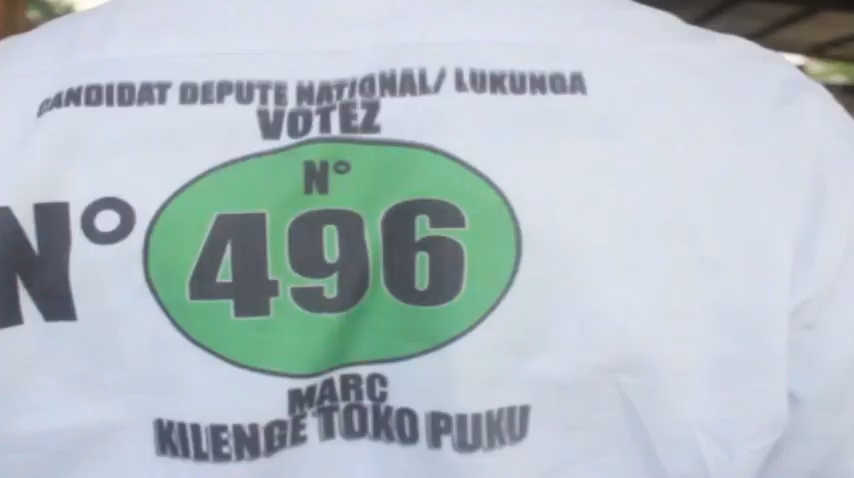 CANDIDAT DEPUTE NATIONAL/ LUKUNGA
VOTEZ
N°
N°
496
MARC
KILENGE TOKO PUKU